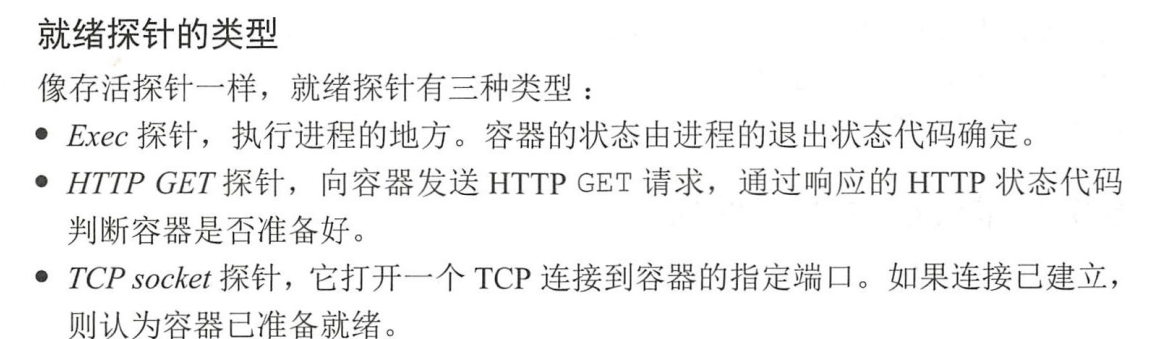 就绪探针的类型
像存活探针一样，就绪探针有三种类型：
• Exec 探针，执行进程的地方。容器的状态由进程的退出状态代码确定。
• HTTP GET 探针，向容器发送 HTTP GET 请求，通过响应的 HTTP 状态代码
判断容器是否准备好。
• TCP socket 探针，它打开一个 TCP 连接到容器的指定端口。如果连接已建立，
则认为容器已准备就绪。